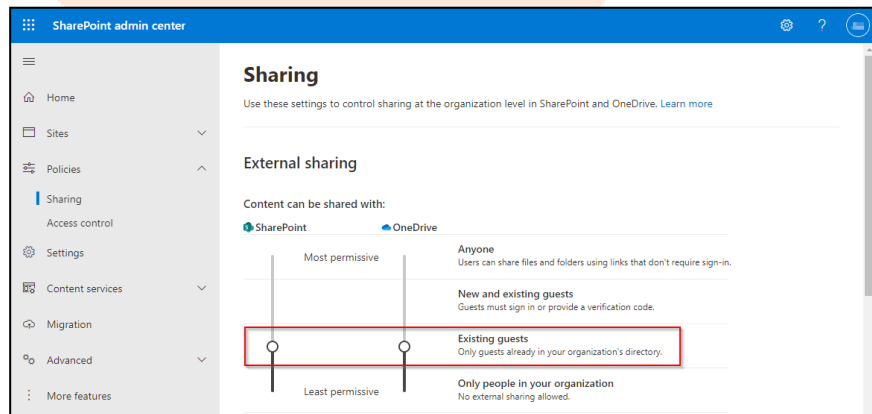 SharePoint admin center
?
Home
Sites
Policies
Sharing
Access control
Settings
Content services
Migration
Advanced
More features
Sharing
Use these settings to control sharing at the organization level in SharePoint and OneDrive. Learn more
External sharing
Content can be shared with:
SharePoint OneDrive
Most permissive
Anyone
Users can share files and folders using links that don't require sign-in.
New and existing guests
Guests must sign in or provide a verification code.
Existing guests
Only guests already in your organization's directory.
Least permissive
Only people in your organization
No external sharing allowed.